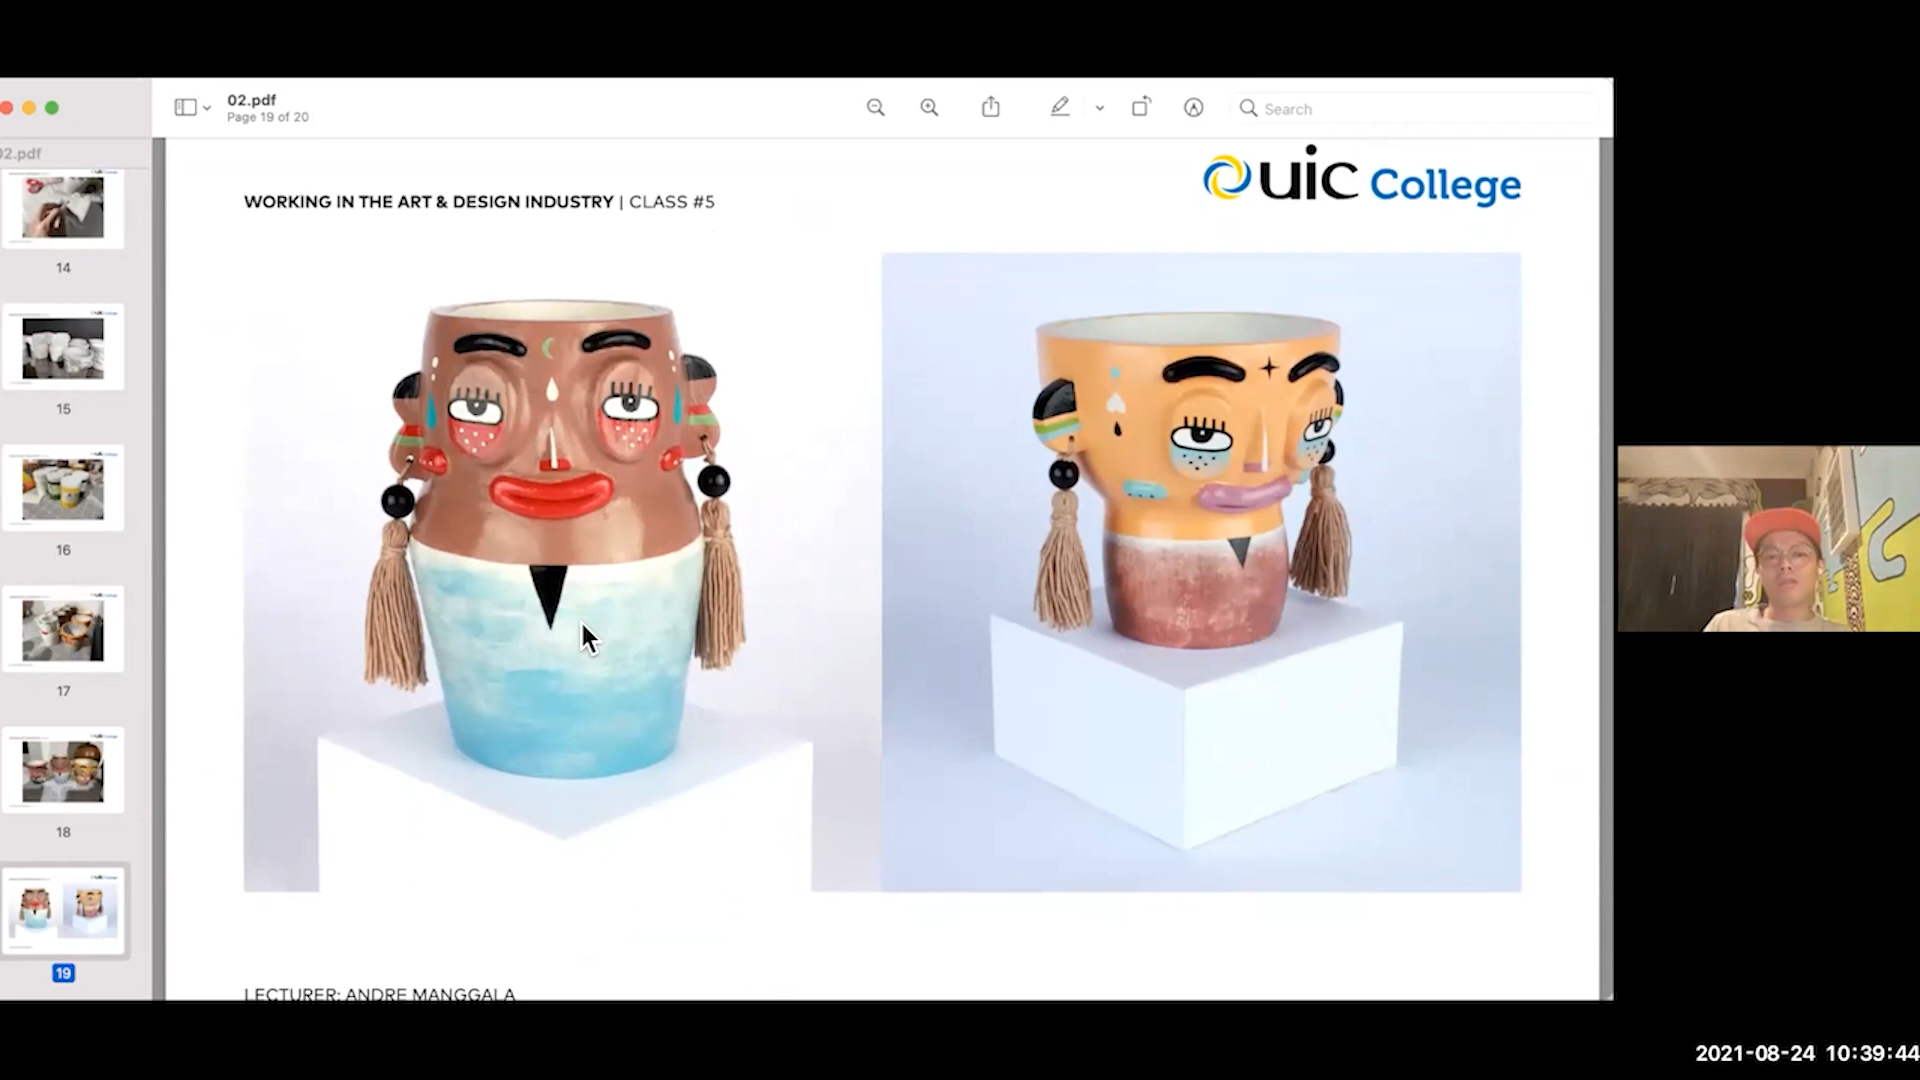 02.pdf
Page 19 of 20
Search
02.pdf
WORKING IN THE ART & DESIGN INDUSTRY | CLASS #5
uic College
14
15
16
17
18
19
LECTURER: ANDRE MANGGALA
2021-08-24 10:39:44